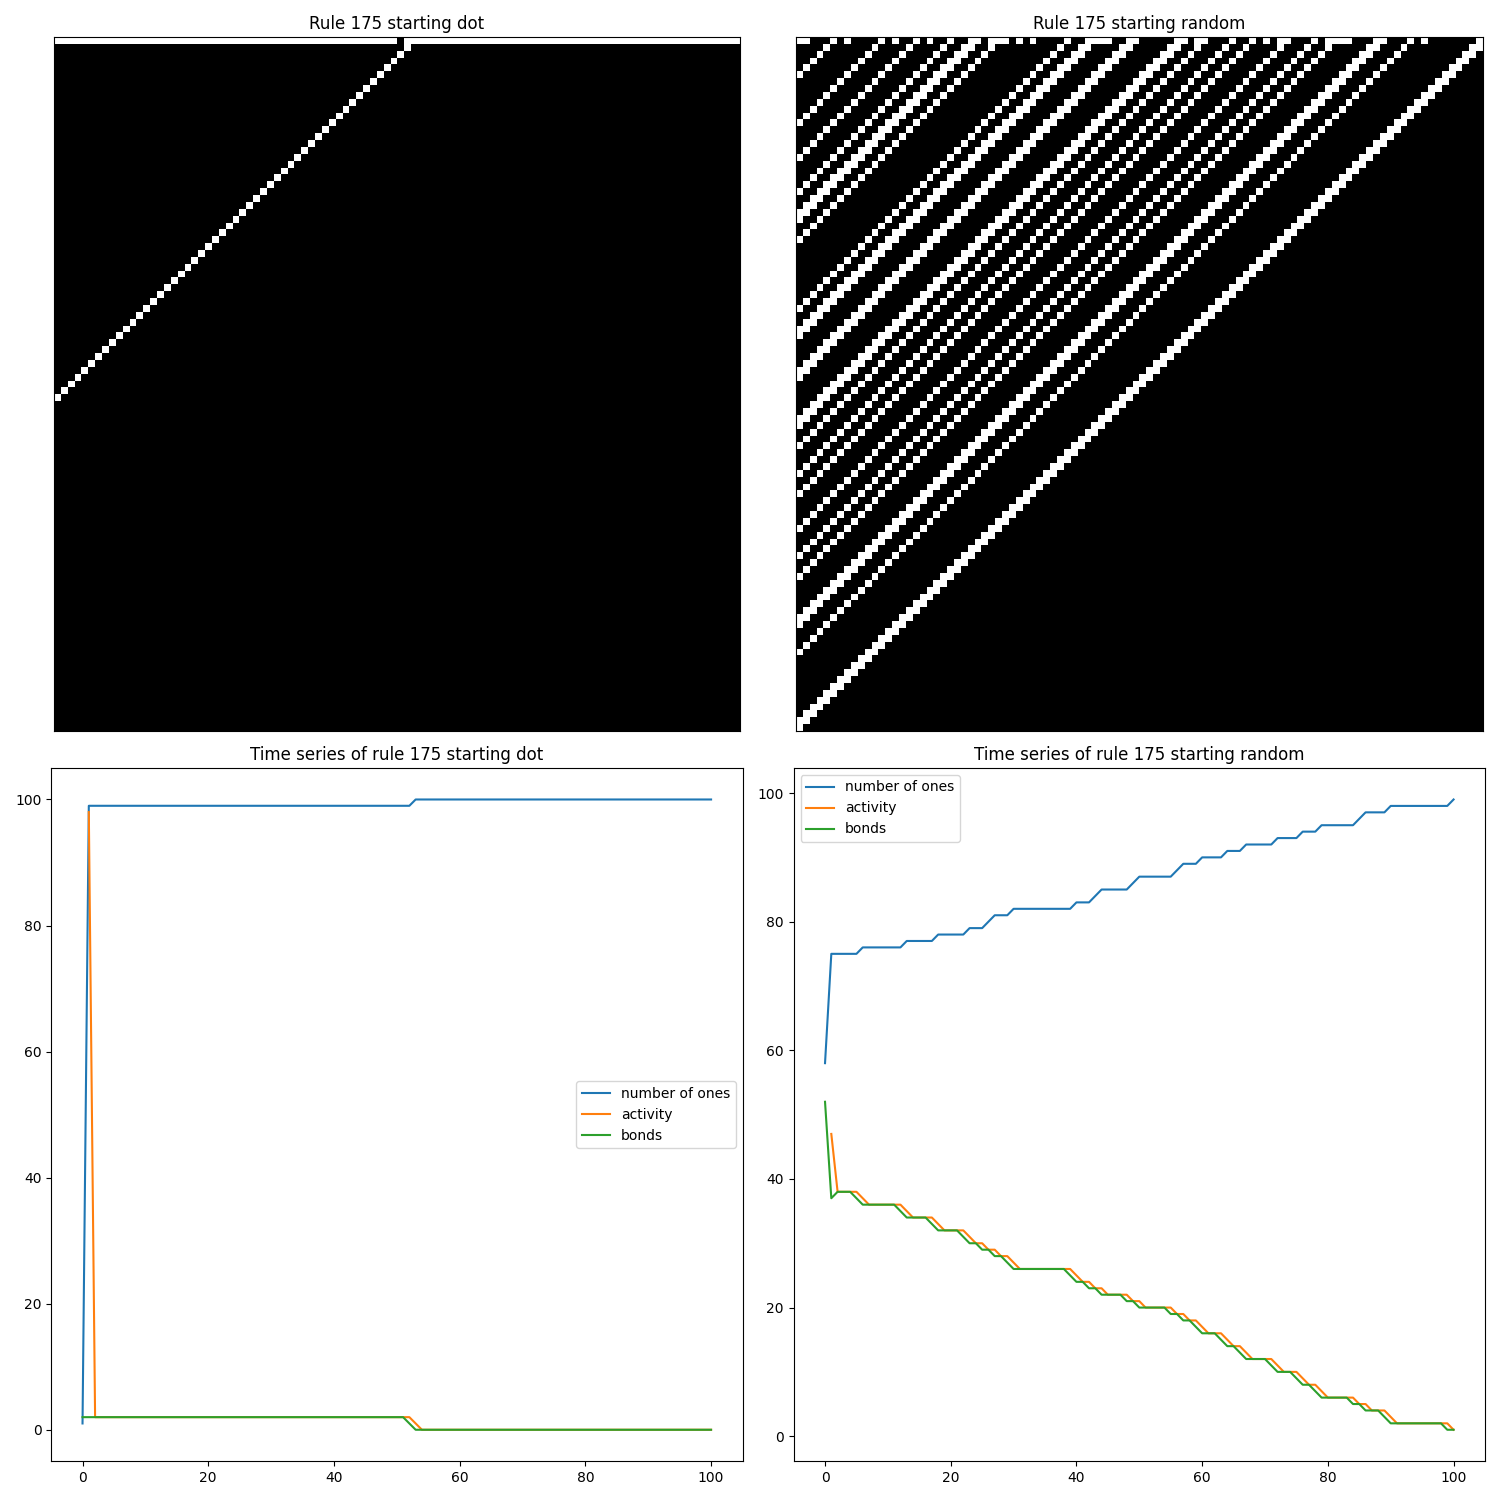 Rule 175 starting dot
Rule 175 starting random
Time series of rule 175 starting dot
100
80
60
40
20
0
number of ones
activity
bonds
0 20 40 60 80 100
Time series of rule 175 starting random
number of ones
activity
bonds
100
80
60
40
20
0
0 20 40 60 80 100